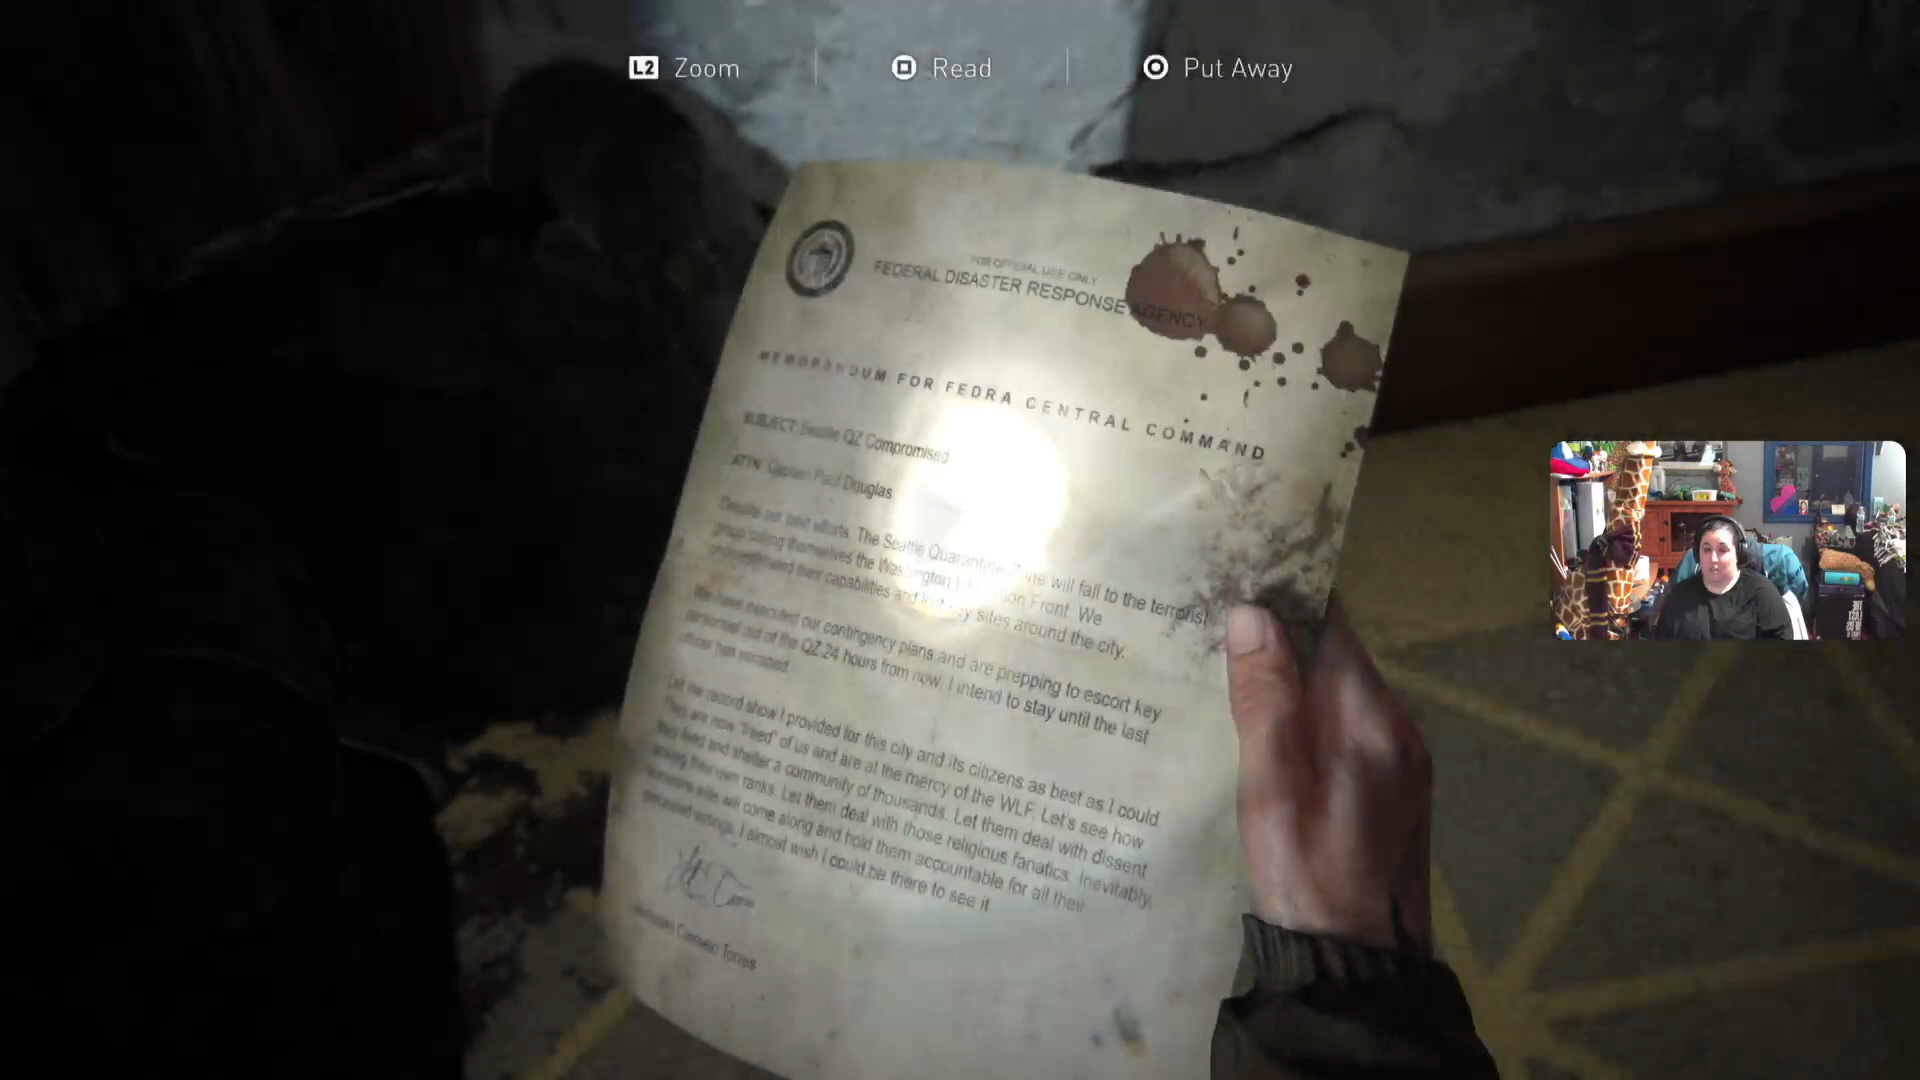 L2 Zoom
Read
Put Away
FOR OFFICIAL USE ONLY
FEDERAL DISASTER RESPONSE AGENCY
MEMORANDUM FOR FEDRA CENTRAL COMMAND
SUBJECT: Seattle QZ Compromised
ATTN: Captain Paul Douglas
Despite our best efforts, The Seattle Quarantine Zone will fall to the terrorist
group calling themselves the Washington Liberation Front. We
underestimated their capabilities and lost key sites around the city.
We have executed our contingency plans and are prepping to escort key
personnel out of the QZ 24 hours from now. I intend to stay until the last
officer has escaped.
Let the record show I provided for this city and its citizens as best as I could.
They are now "freed" of us and are at the mercy of the WLF. Let's see how
they feed and shelter a community of thousands. Let them deal with dissent
among their own ranks. Let them deal with those religious fanatics. Inevitably,
someone else will come along and hold them accountable for all their
perceived wrongs. I almost wish I could be there to see it
Torres
THE
LAST
OF US